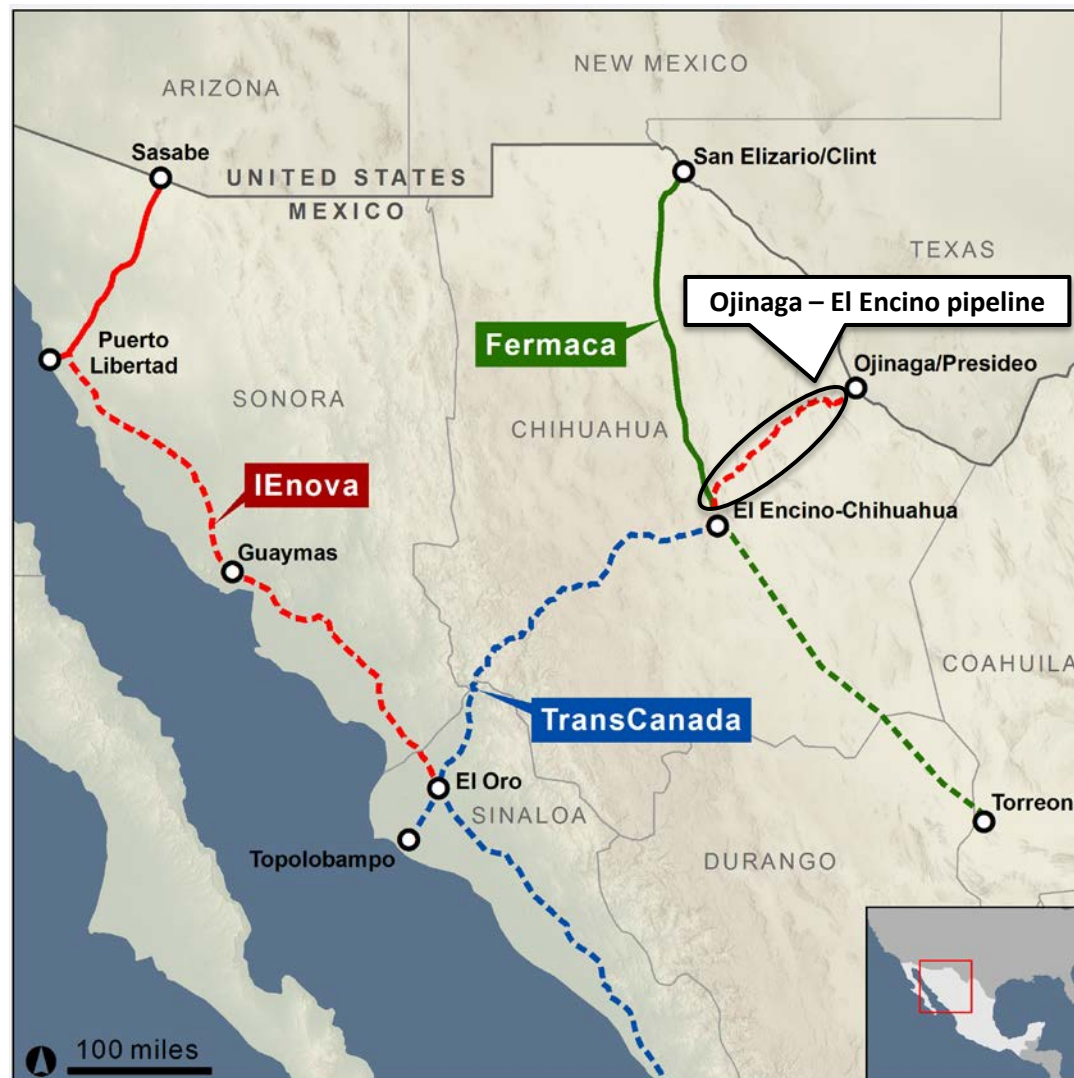 NEW MEXICO
ARIZONA
Sasabe
San Elizario/Clint
UNITED STATES
MEXICO
TEXAS
Ojinaga – El Encino pipeline
Fermaca
Puerto
Libertad
Ojinaga/Presideo
SONORA
CHIHUAHUA
IEnova
El Encino-Chihuahua
Guaymas
COAHUILA
TransCanada
El Oro
SINALOA
Torreon
Topolobampo
DURANGO
100 miles